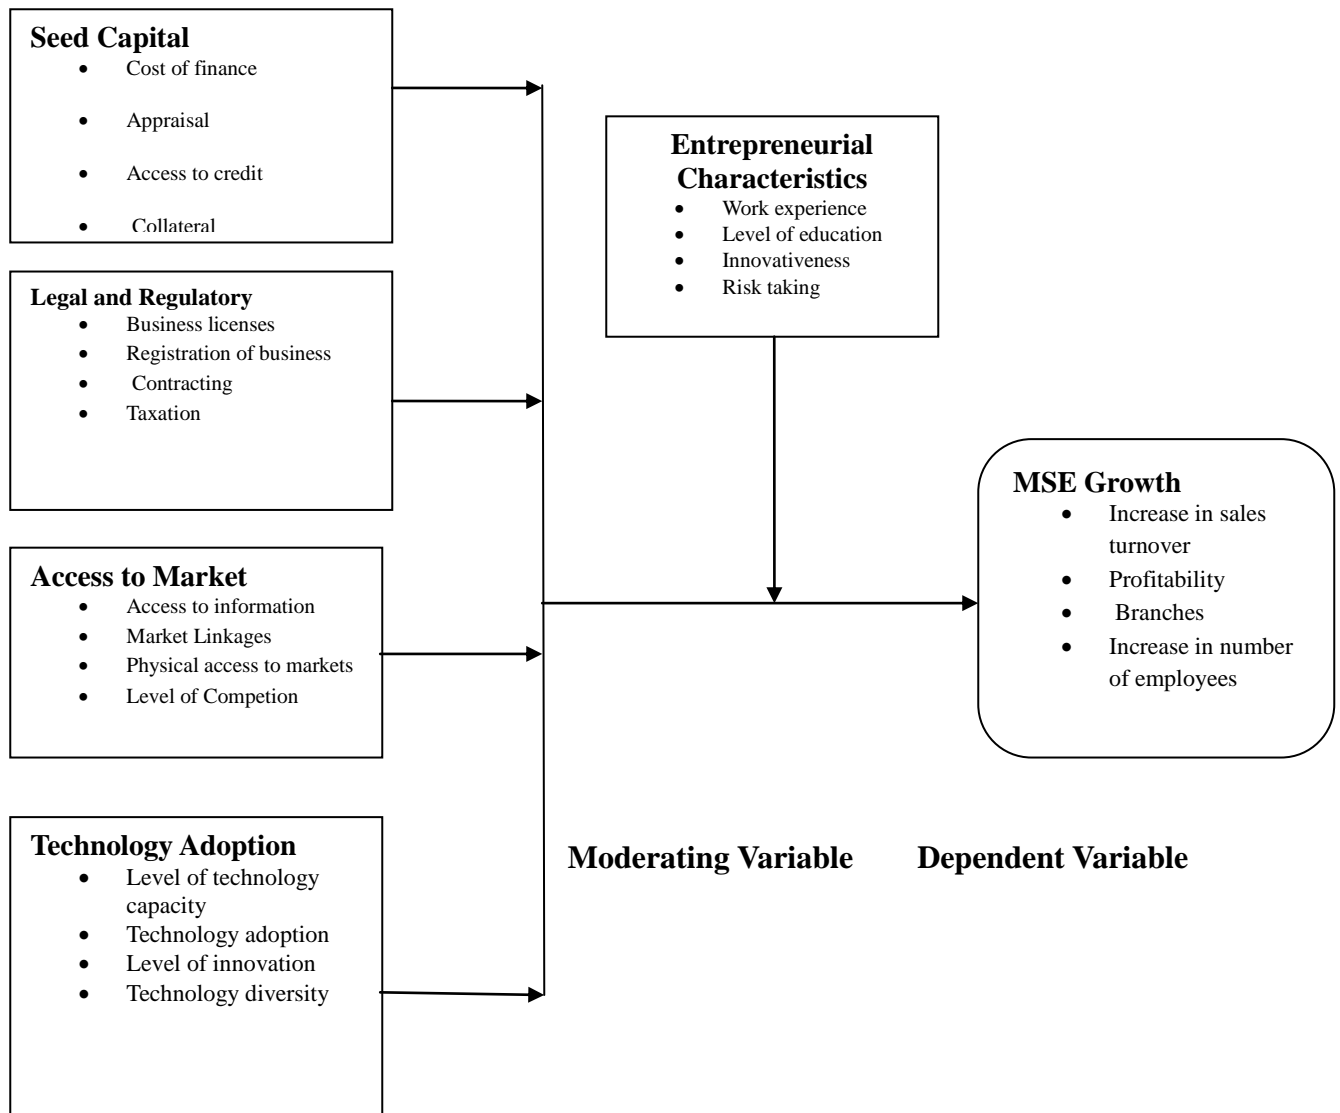 Seed Capital
• Cost of finance
• Appraisal
• Access to credit
• Collateral
Legal and Regulatory
• Business licenses
• Registration of business
• Contracting
• Taxation
Access to Market
• Access to information
• Market Linkages
• Physical access to markets
• Level of Competion
Technology Adoption
• Level of technology
capacity
• Technology adoption
• Level of innovation
• Technology diversity
Entrepreneurial
Characteristics
• Work experience
• Level of education
• Innovativeness
• Risk taking
MSE Growth
• Increase in sales
turnover
• Profitability
• Branches
• Increase in number
of employees
Moderating Variable
Dependent Variable